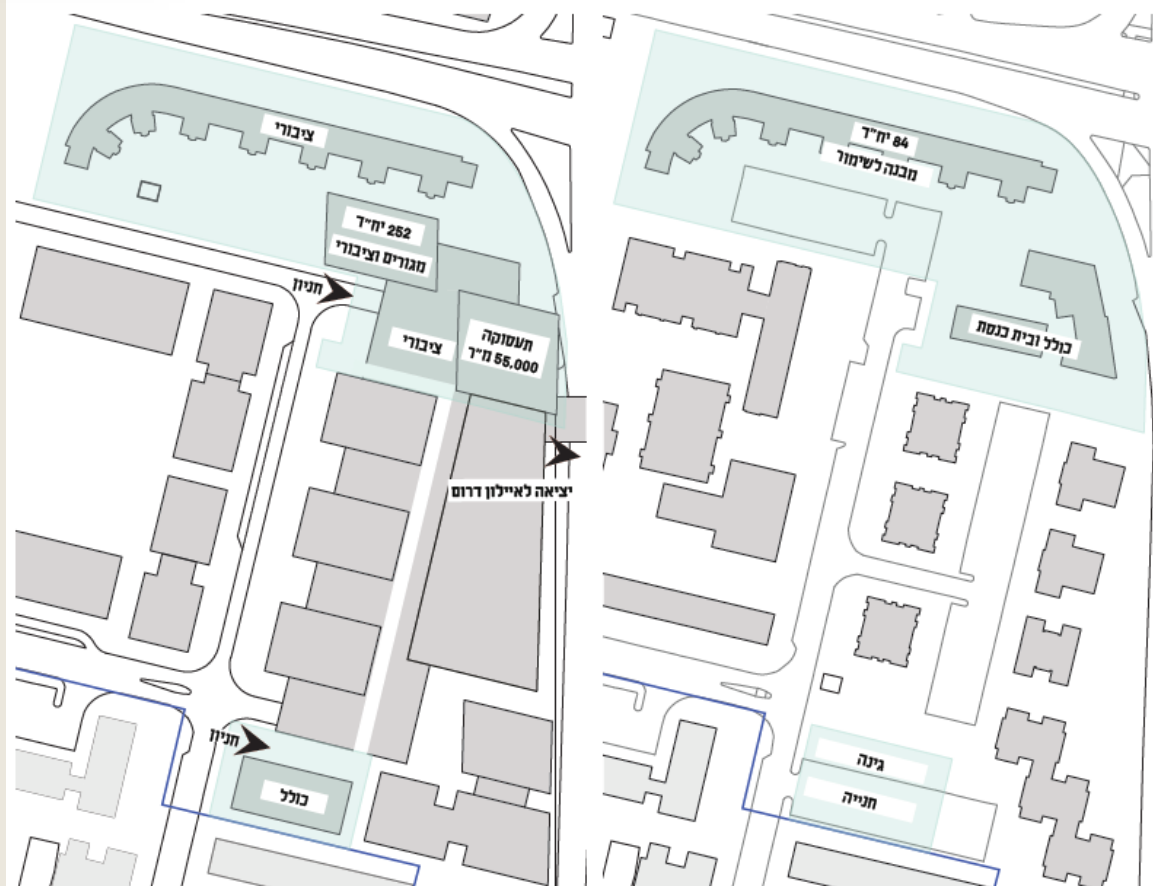 ציבורי
252 יח"ד
מגורים וציבורי
חניון
ציבורי
תעסוקה
55,000 מ"ר
יציאה לאיילון דרום
חניון
כולל
84 יח"ד
מבנה לשימור
כולל ובית כנסת
גינה
חנייה